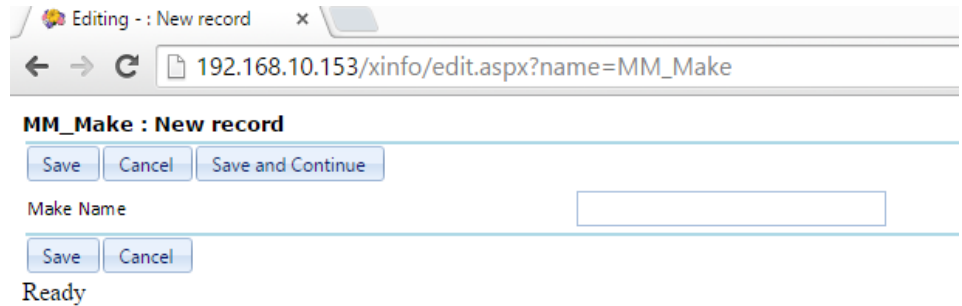 Editing - : New record
192.168.10.153/xinfo/edit.aspx?name=MM_Make
MM_Make : New record
Save Cancel Save and Continue
Make Name
Save Cancel
Ready